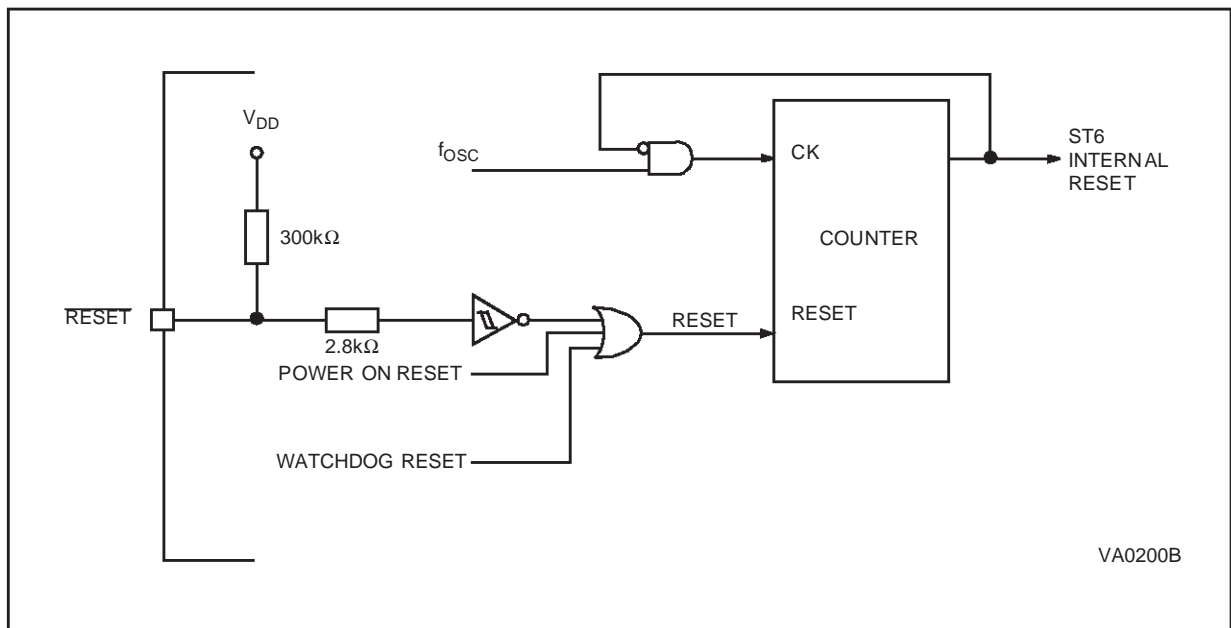 V_DD
f_OSC
CK
ST6
INTERNAL
RESET
300kΩ
COUNTER
RESET
RESET
RESET
2.8kΩ
POWER ON RESET
WATCHDOG RESET
VA0200B